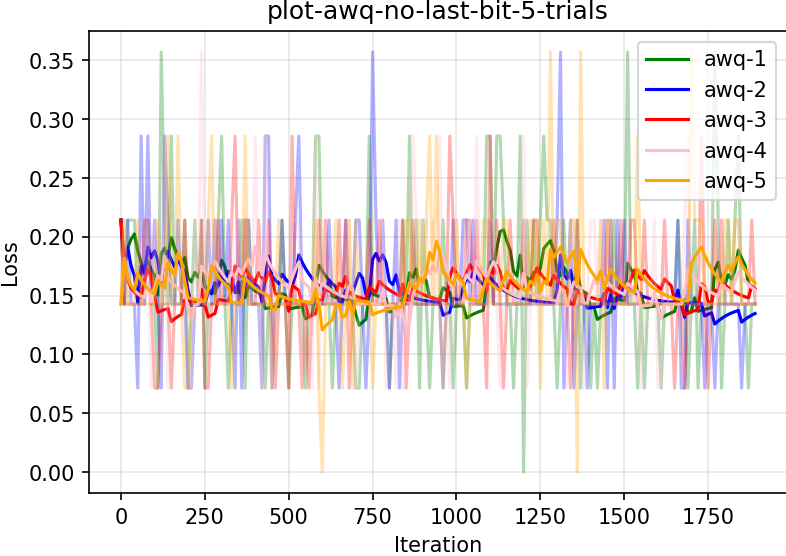 plot-awq-no-last-bit-5-trials
Loss
0.35
0.30
0.25
0.20
0.15
0.10
0.05
0.00
awq-1
awq-2
awq-3
awq-4
awq-5
0 250 500 750 1000 1250 1500 1750
Iteration